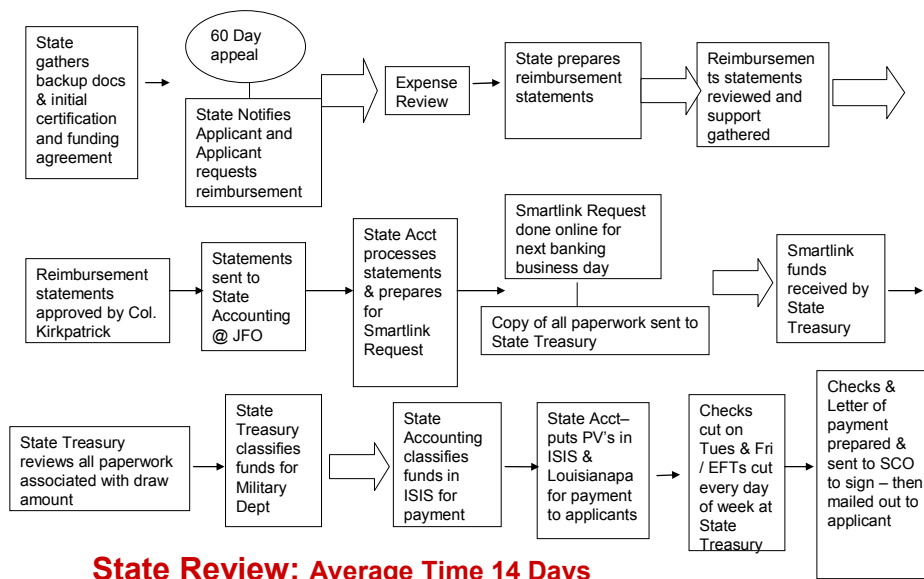 State
gathers
backup docs
& initial
certification
and funding
agreement
60 Day
appeal
State Notifies
Applicant and
Applicant
requests
reimbursement
Expense
Review
State prepares
reimbursement
statements
Reimbursemen
ts statements
reviewed and
support
gathered
Reimbursement
statements
approved by Col.
Kirkpatrick
Statements
sent to
State
Accounting
@ JFO
State Acct
processes
statements
& prepares
for
Smartlink
Request
Smartlink Request
done online for
next banking
business day
Copy of all paperwork sent to
State Treasury
Smartlink
funds
received by
State
Treasury
State Treasury
reviews all paperwork
associated with draw
amount
State
Treasury
classifies
funds for
Military
Dept
State
Accounting
classifies
funds in
ISIS for
payment
State Acct–
puts PV's in
ISIS &
Louisianapa
for payment
to applicants
Checks
cut on
Tues & Fri
/ EFTs cut
every day
of week at
State
Treasury
Checks &
Letter of
payment
prepared &
sent to SCO
to sign – then
mailed out to
applicant
State Review: Average Time 14 Days